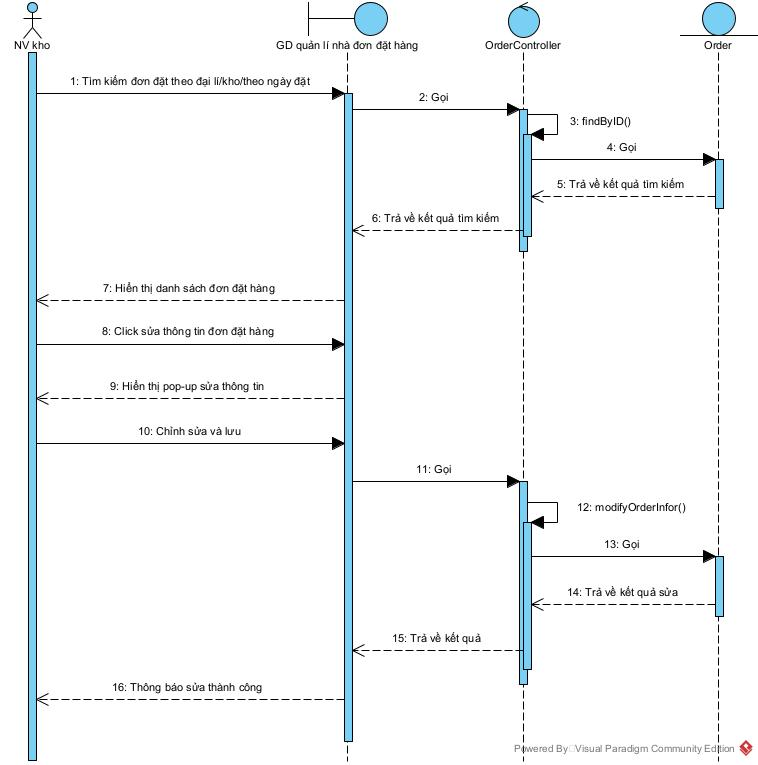 NV kho
GD quản lí nhà đơn đặt hàng
OrderController
Order
1: Tìm kiếm đơn đặt theo đại lí/kho/theo ngày đặt
2: Gọi
3: findByID()
4: Gọi
5: Trả về kết quả tìm kiếm
6: Trả về kết quả tìm kiếm
7: Hiển thị danh sách đơn đặt hàng
8: Click sửa thông tin đơn đặt hàng
9: Hiển thị pop-up sửa thông tin
10: Chỉnh sửa và lưu
11: Gọi
12: modifyOrderInfor()
13: Gọi
14: Trả về kết quả sửa
15: Trả về kết quả
16: Thông báo sửa thành công
Powered By Visual Paradigm Community Edition